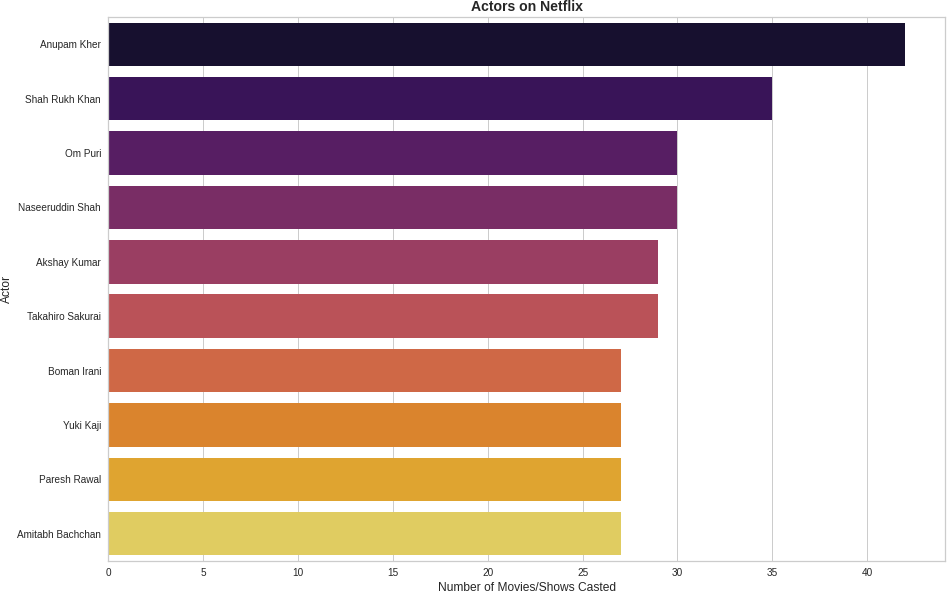 Actors on Netflix
Actor
Anupam Kher
Shah Rukh Khan
Om Puri
Naseeruddin Shah
Akshay Kumar
Takahiro Sakurai
Boman Irani
Yuki Kaji
Paresh Rawal
Amitabh Bachchan
0 5 10 15 20 25 30 35 40
Number of Movies/Shows Casted